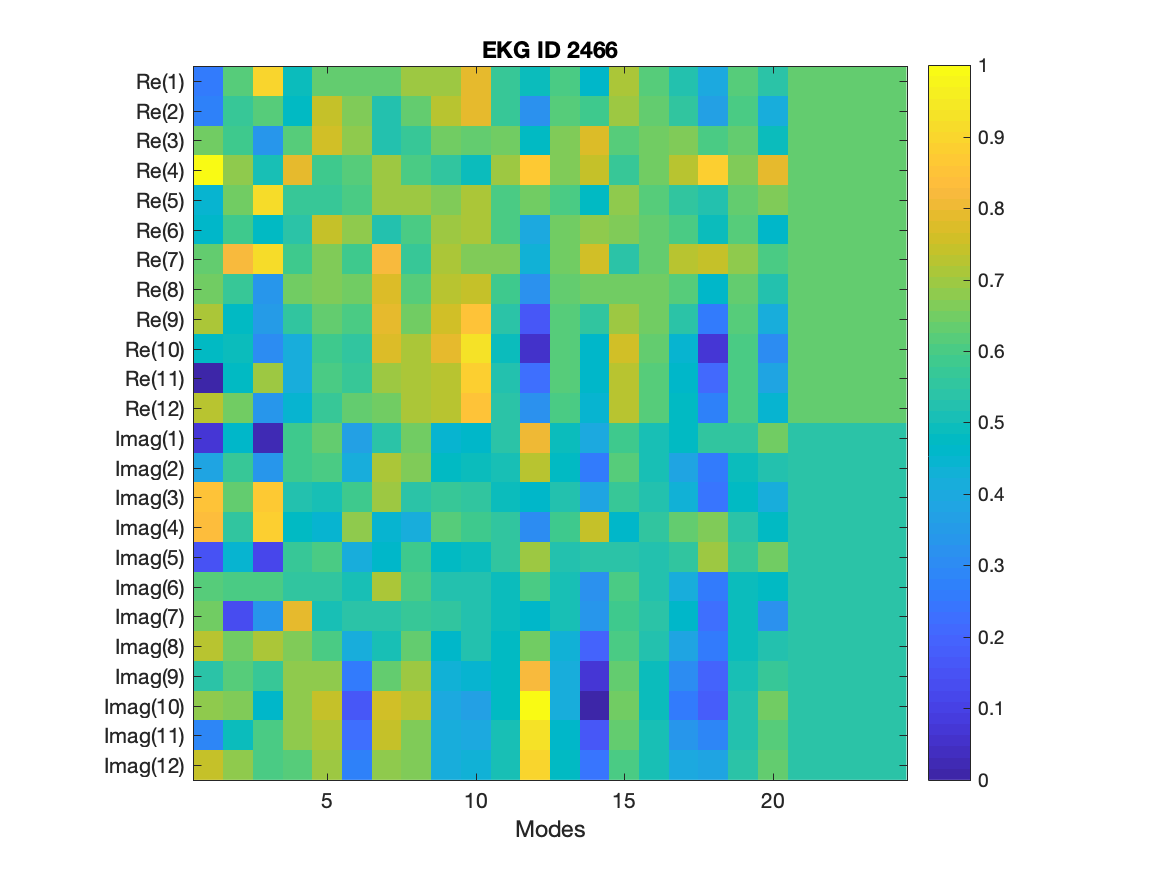 EKG ID 2466
Re(1)
Re(2)
Re(3)
Re(4)
Re(5)
Re(6)
Re(7)
Re(8)
Re(9)
Re(10)
Re(11)
Re(12)
Imag(1)
Imag(2)
Imag(3)
Imag(4)
Imag(5)
Imag(6)
Imag(7)
Imag(8)
Imag(9)
Imag(10)
Imag(11)
Imag(12)
5 10 15 20
Modes
1
0.9
0.8
0.7
0.6
0.5
0.4
0.3
0.2
0.1
0